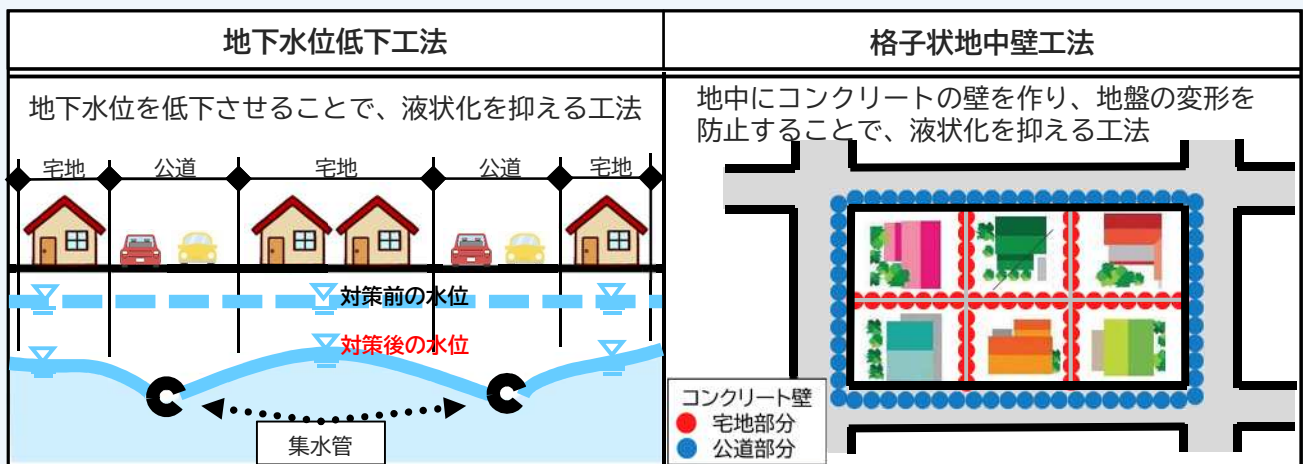 地下水位低下工法
地下水位を低下させることで、液状化を抑える工法
宅地
公道
宅地
公道
宅地
対策前の水位
対策後の水位
集水管
格子状地中壁工法
地中にコンクリートの壁を作り、地盤の変形を
防止することで、液状化を抑える工法
コンクリート壁
宅地部分
公道部分